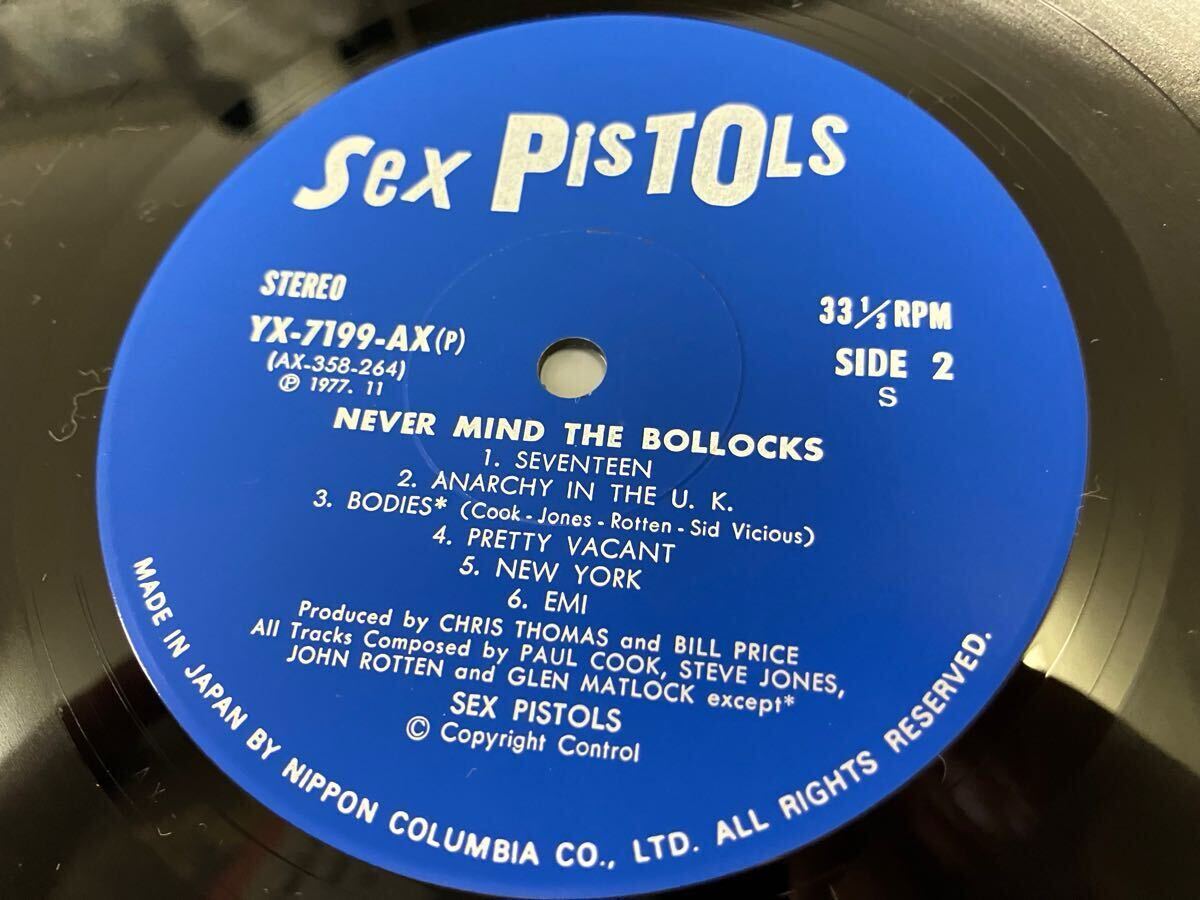 Sex PisTOLs
STEREO
33 1/3 RPM
YX-7199-AX(P)
SIDE 2
(AX-358-264)
S
℗ 1977. 11
NEVER MIND THE BOLLOCKS
1. SEVENTEEN
2. ANARCHY IN THE U. K.
3. BODIES* (Cook - Jones - Rotten - Sid Vicious)
4. PRETTY VACANT
5. NEW YORK
6. EMI
Produced by CHRIS THOMAS and BILL PRICE
All Tracks Composed by PAUL COOK, STEVE JONES,
JOHN ROTTEN and GLEN MATLOCK except*
SEX PISTOLS
© Copyright Control
MADE IN JAPAN BY NIPPON COLUMBIA CO., LTD. ALL RIGHTS RESERVED.